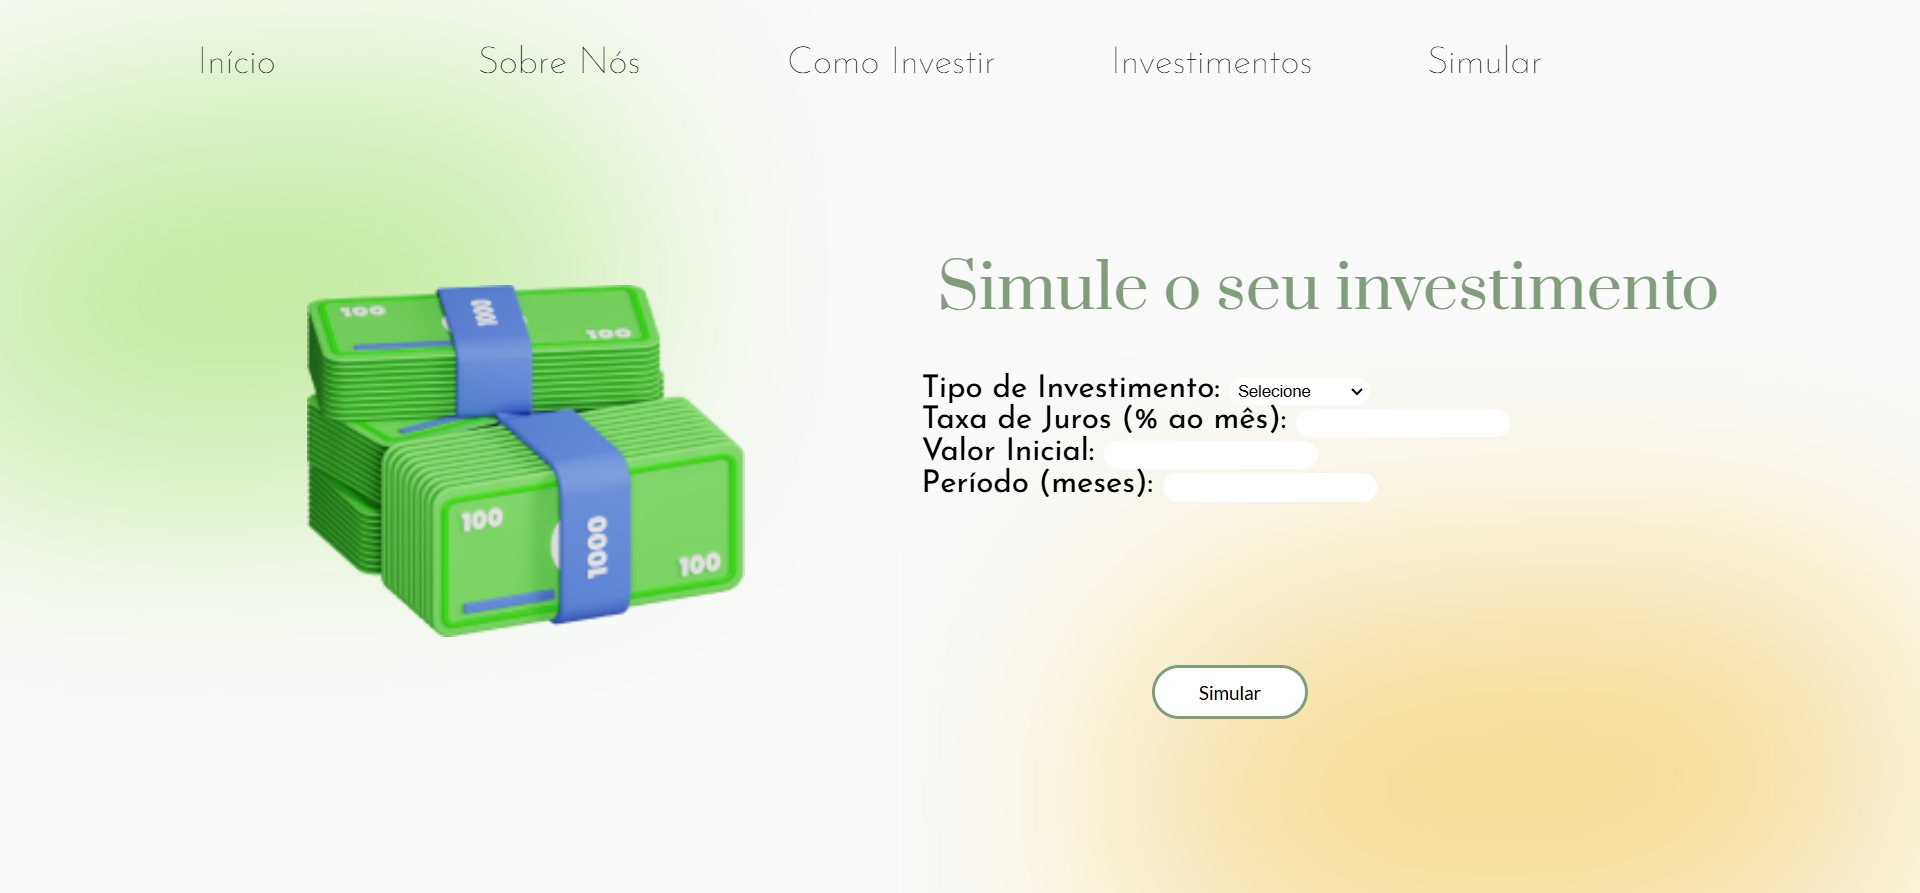 Início Sobre Nós Como Investir Investimentos Simular
Simule o seu investimento
Tipo de Investimento: Selecione
Taxa de Juros (% ao mês):
Valor Inicial:
Período (meses):
1000
100
100
100
1000
100
Simular